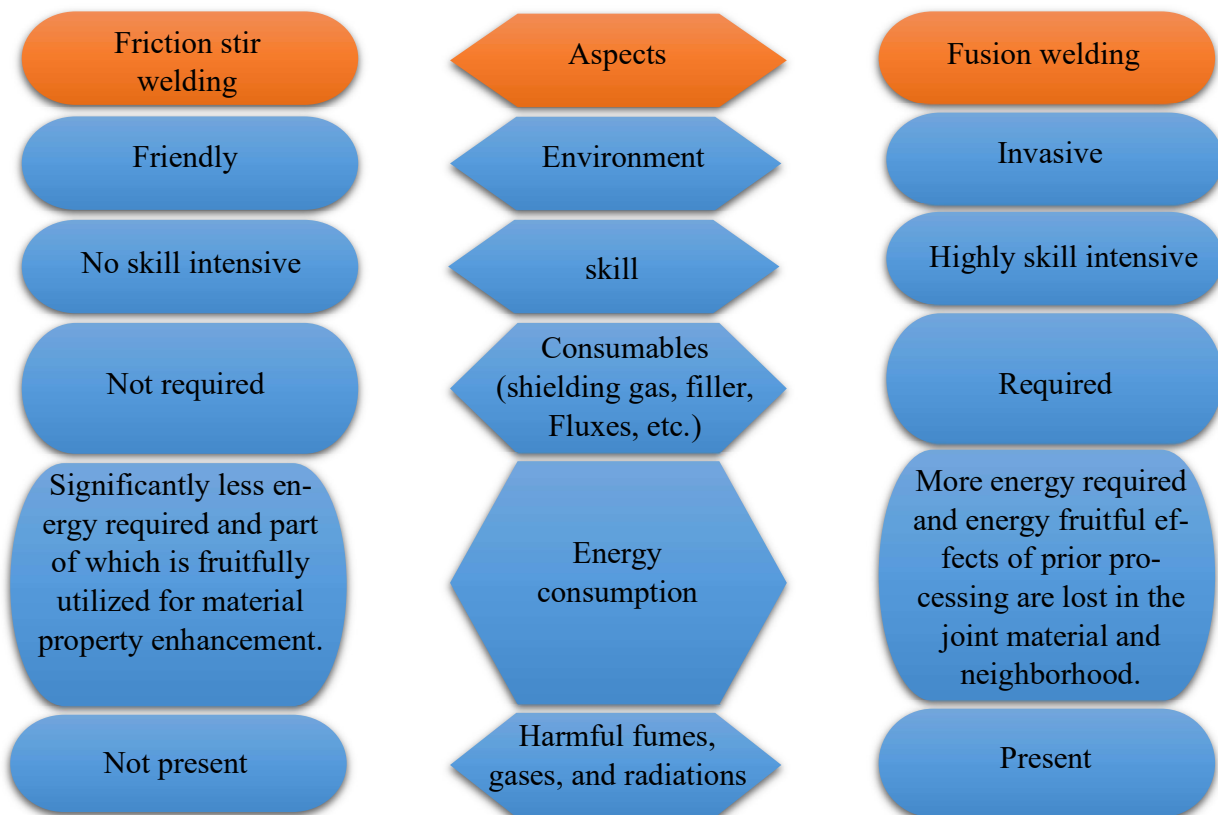 Friction stir
welding
Aspects
Fusion welding
Friendly
Environment
Invasive
No skill intensive
skill
Highly skill intensive
Not required
Consumables
(shielding gas, filler,
Fluxes, etc.)
Required
Significantly less en-
ergy required and part
of which is fruitfully
utilized for material
property enhancement.
Energy
consumption
More energy required
and energy fruitful ef-
fects of prior pro-
cessing are lost in the
joint material and
neighborhood.
Not present
Harmful fumes,
gases, and radiations
Present